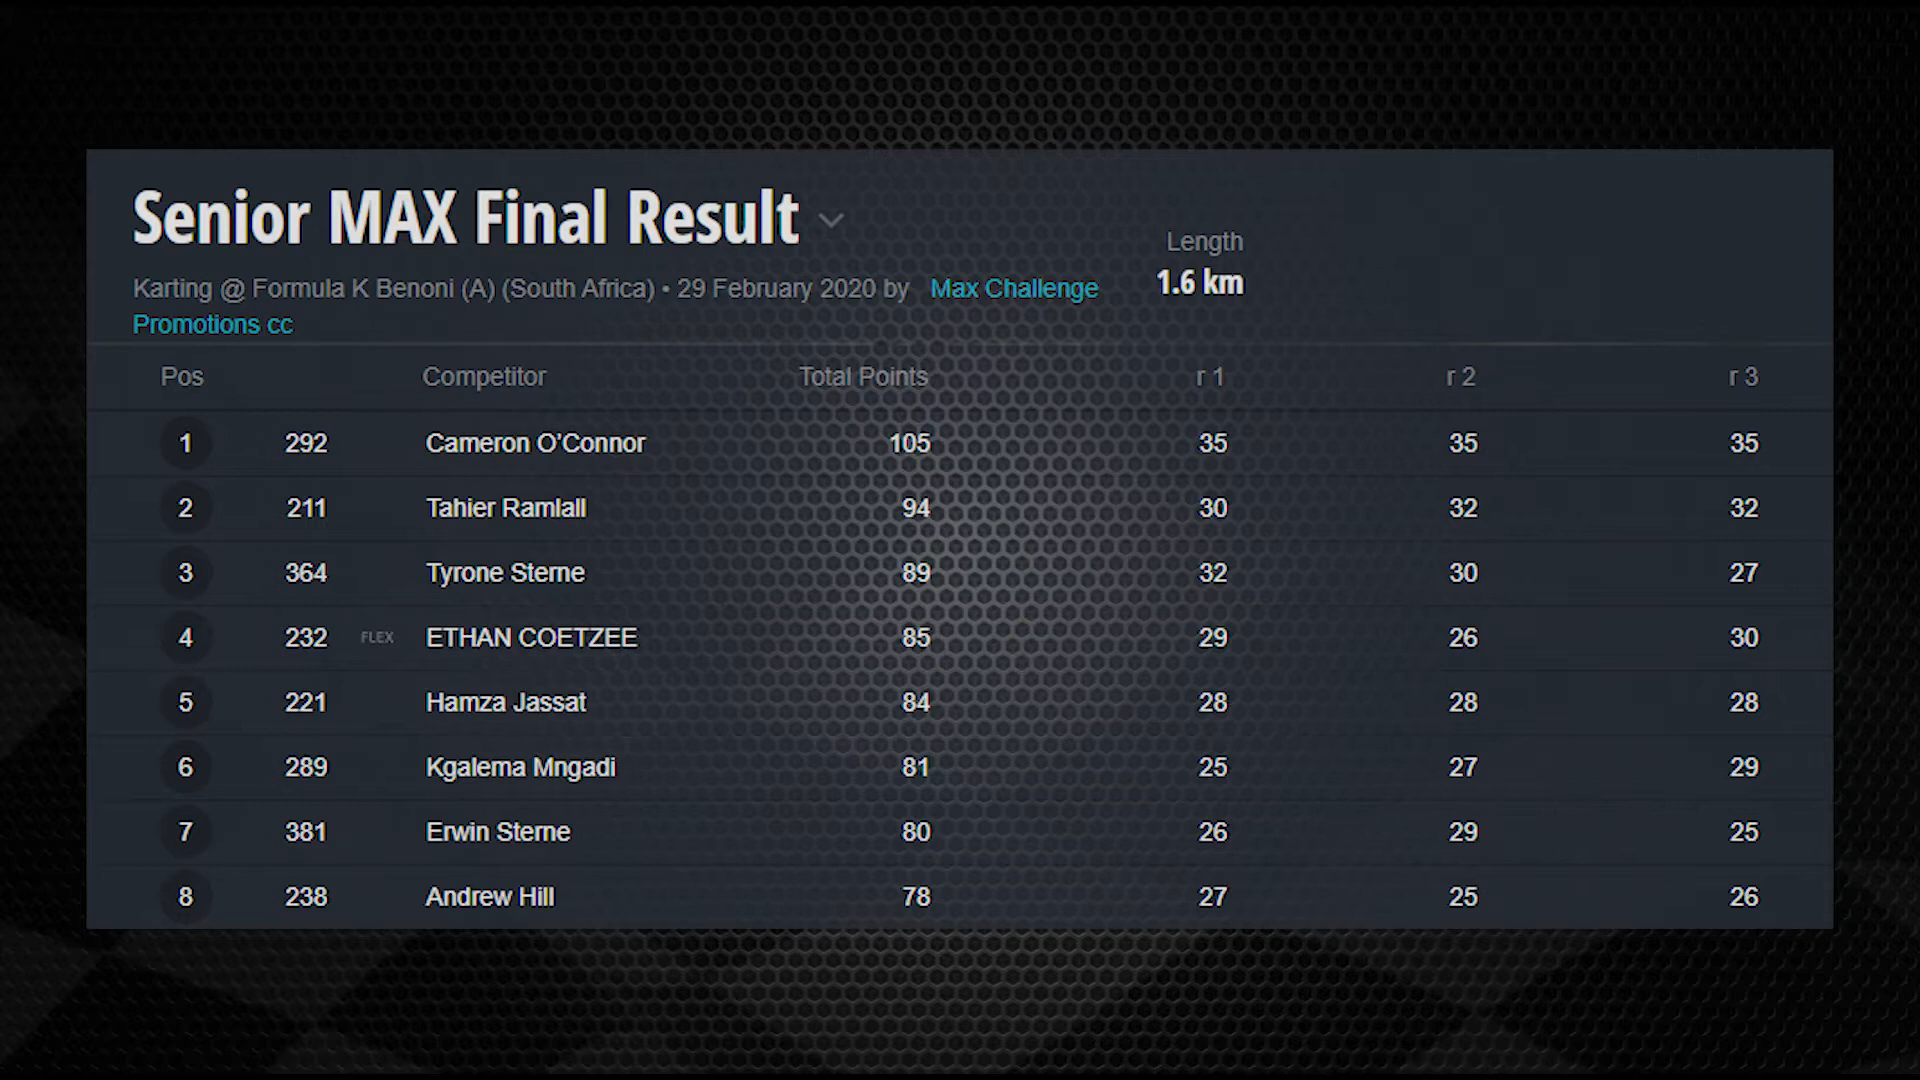 Senior MAX Final Result
Length
1.6 km
Karting @ Formula K Benoni (A) (South Africa) • 29 February 2020 by Max Challenge
Promotions cc
Pos Competitor Total Points r 1 r 2 r 3
1 292 Cameron O'Connor 105 35 35 35
2 211 Tahier Ramlall 94 30 32 32
3 364 Tyrone Sterne 89 32 30 27
4 232 FLEX ETHAN COETZEE 85 29 26 30
5 221 Hamza Jassat 84 28 28 28
6 289 Kgalema Mngadi 81 25 27 29
7 381 Erwin Sterne 80 26 29 25
8 238 Andrew Hill 78 27 25 26